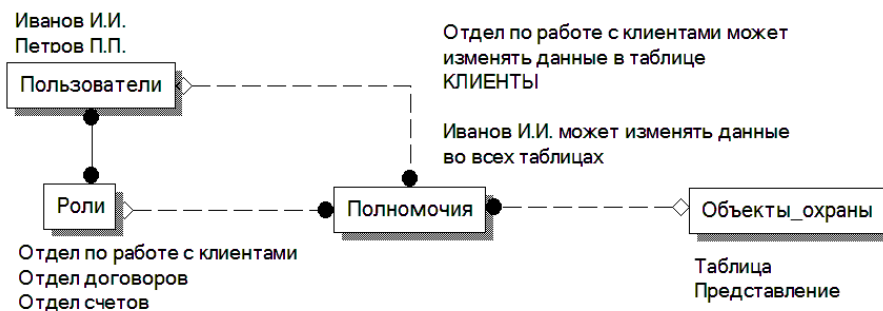 Иванов И.И.
Петров П.П.
Пользователи
Отдел по работе с клиентами может
изменять данные в таблице
КЛИЕНТЫ
Иванов И.И. может изменять данные
во всех таблицах
Роли
Полномочия
Объекты_охраны
Отдел по работе с клиентами
Отдел договоров
Отдел счетов
Таблица
Представление